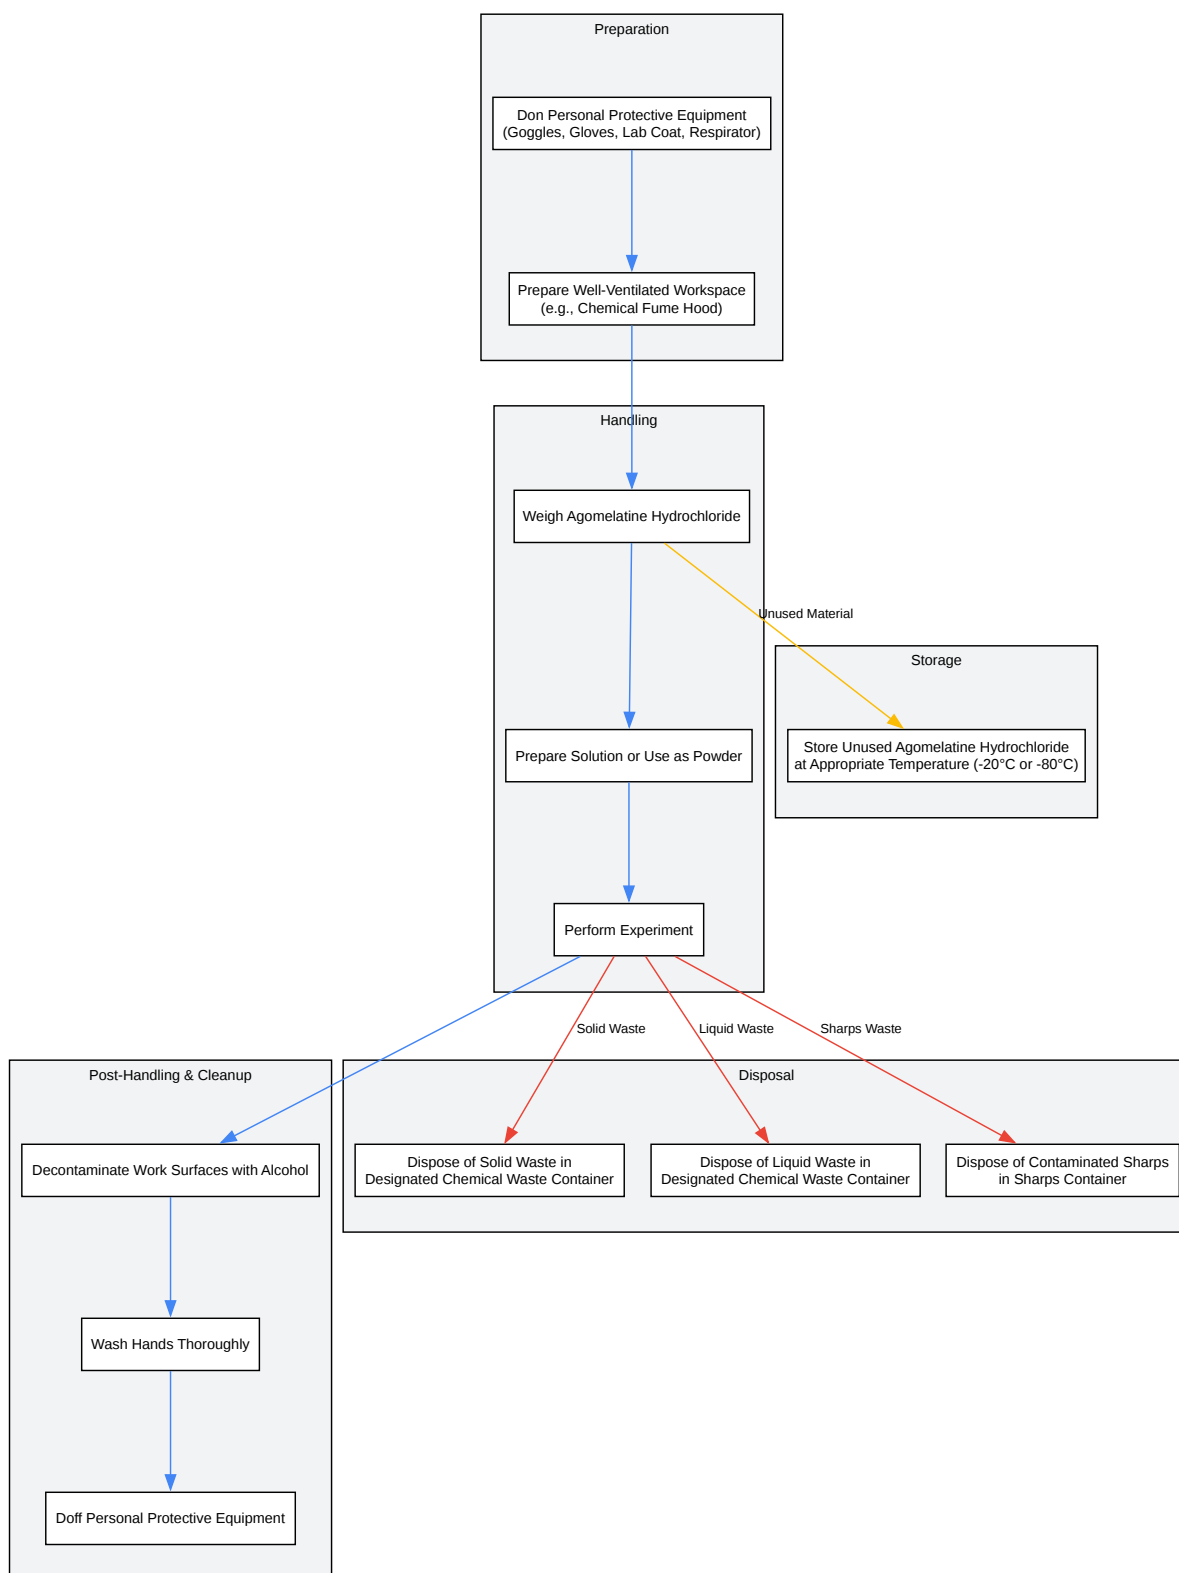 Preparation
Don Personal Protective Equipment
(Goggles, Gloves, Lab Coat, Respirator)
Prepare Well-Ventilated Workspace
(e.g., Chemical Fume Hood)
Handling
Weigh Agomelatine Hydrochloride
Unused Material
Storage
Store Unused Agomelatine Hydrochloride
at Appropriate Temperature (-20°C or -80°C)
Prepare Solution or Use as Powder
Perform Experiment
Solid Waste
Liquid Waste
Sharps Waste
Post-Handling & Cleanup
Decontaminate Work Surfaces with Alcohol
Wash Hands Thoroughly
Doff Personal Protective Equipment
Disposal
Dispose of Solid Waste in
Designated Chemical Waste Container
Dispose of Liquid Waste in
Designated Chemical Waste Container
Dispose of Contaminated Sharps
in Sharps Container